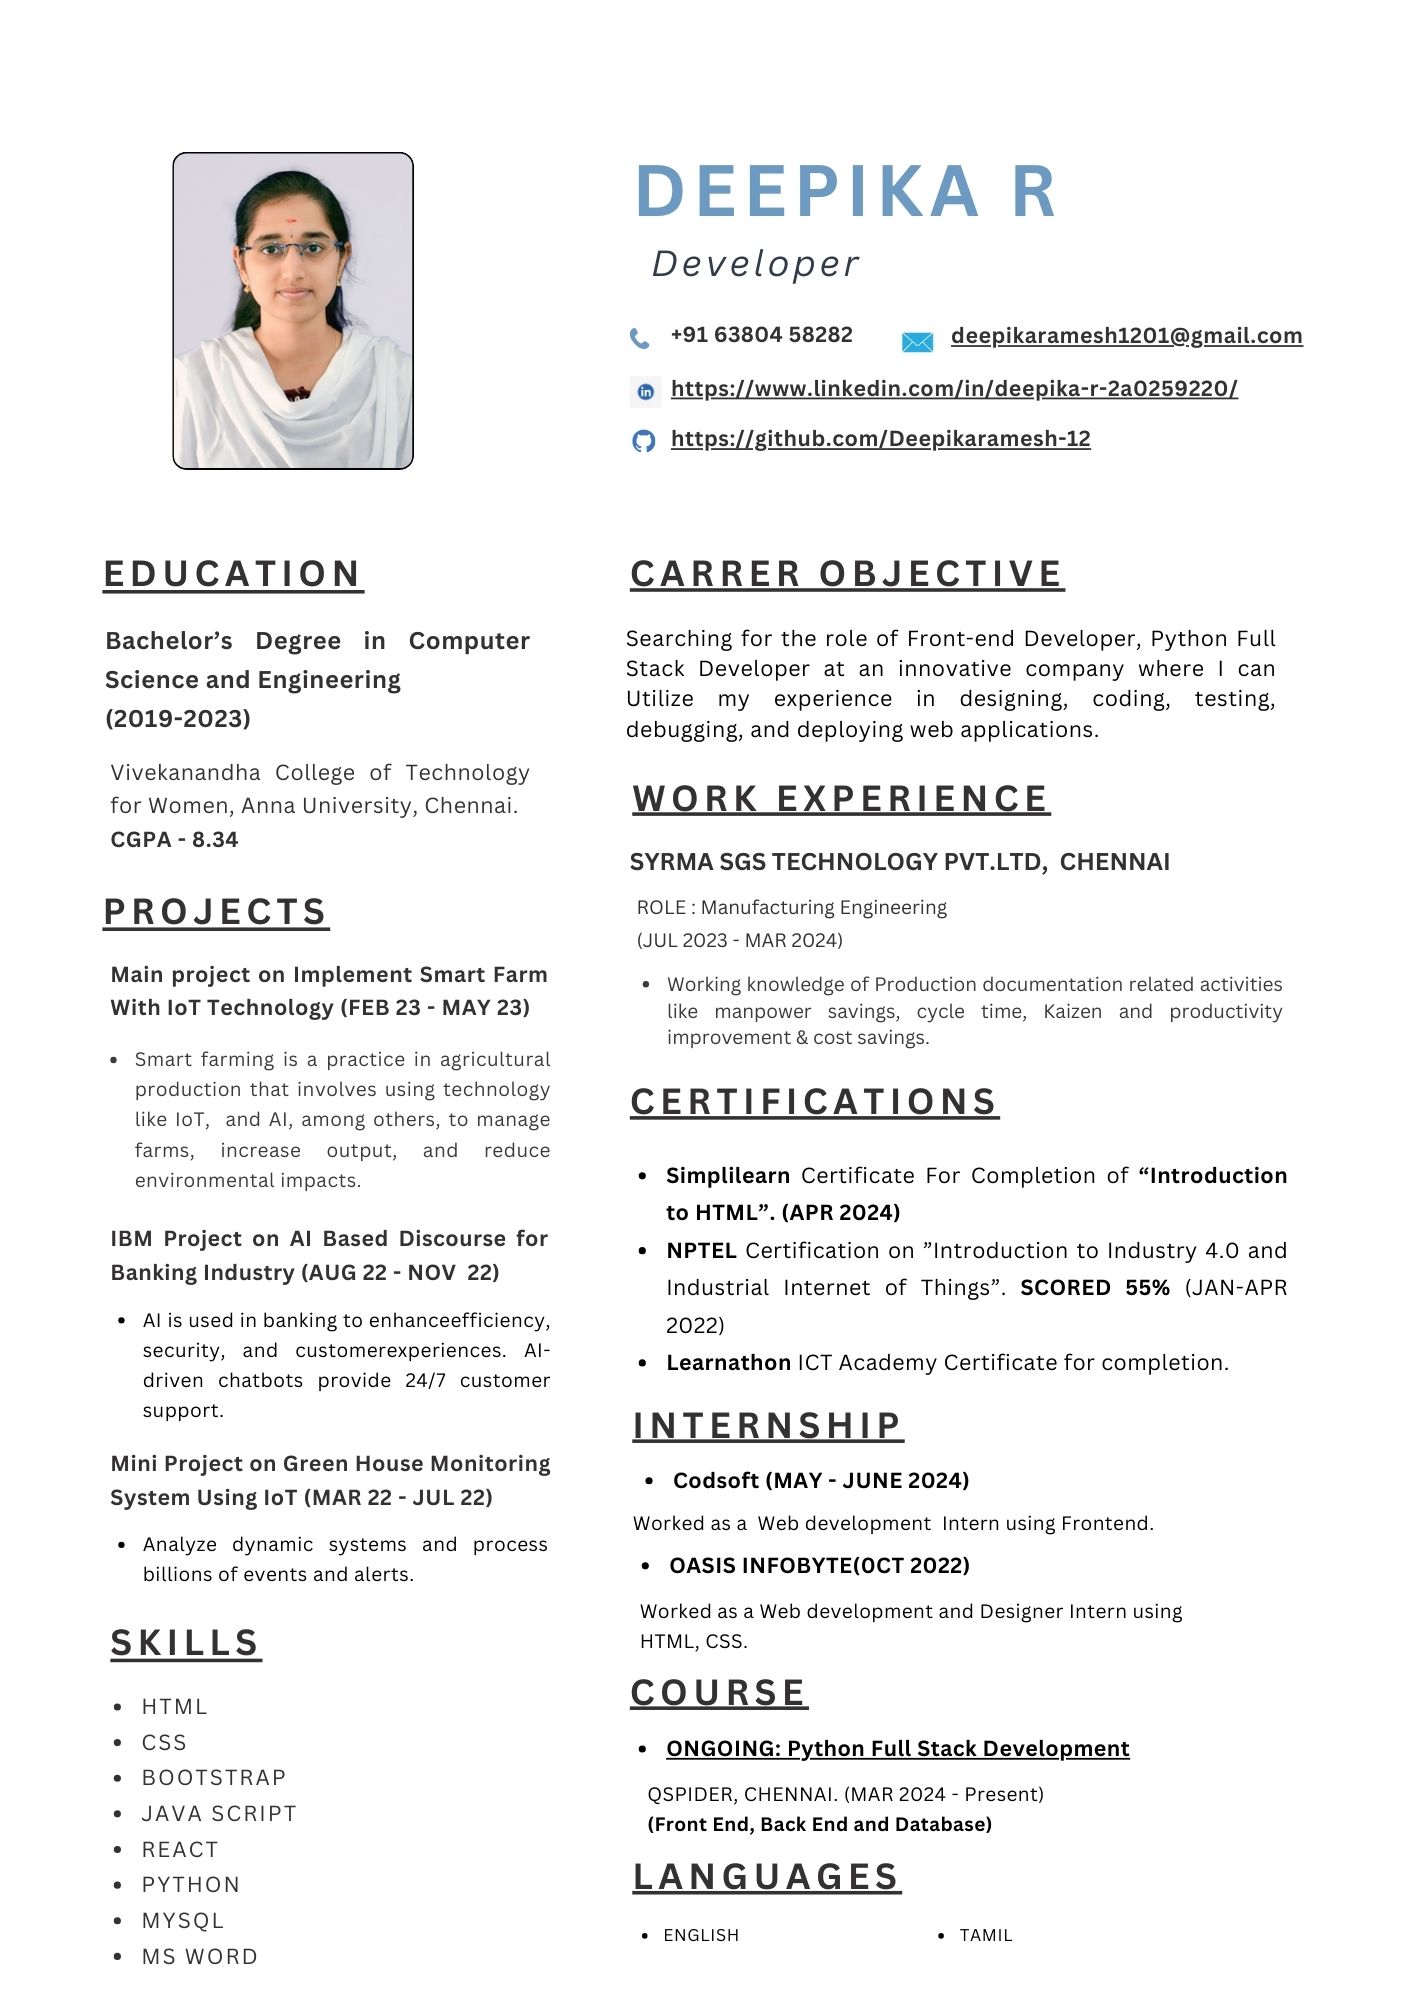 DEEPIKA R
Developer
+91 63804 58282
deepikaramesh1201@gmail.com
https://www.linkedin.com/in/deepika-r-2a0259220/
https://github.com/Deepikaramesh-12
EDUCATION
Bachelor’s Degree in Computer
Science and Engineering
(2019-2023)
Vivekanandha College of Technology
for Women, Anna University, Chennai.
CGPA - 8.34
PROJECTS
Main project on Implement Smart Farm
With IoT Technology (FEB 23 - MAY 23)
• Smart farming is a practice in agricultural
production that involves using technology
like IoT, and AI, among others, to manage
farms, increase output, and reduce
environmental impacts.
IBM Project on AI Based Discourse for
Banking Industry (AUG 22 - NOV 22)
• AI is used in banking to enhanceefficiency,
security, and customerexperiences. AI-
driven chatbots provide 24/7 customer
support.
Mini Project on Green House Monitoring
System Using IoT (MAR 22 - JUL 22)
• Analyze dynamic systems and process
billions of events and alerts.
SKILLS
• HTML
• CSS
• BOOTSTRAP
• JAVA SCRIPT
• REACT
• PYTHON
• MYSQL
• MS WORD
CARRER OBJECTIVE
Searching for the role of Front-end Developer, Python Full
Stack Developer at an innovative company where I can
Utilize my experience in designing, coding, testing,
debugging, and deploying web applications.
WORK EXPERIENCE
SYRMA SGS TECHNOLOGY PVT.LTD, CHENNAI
ROLE : Manufacturing Engineering
(JUL 2023 - MAR 2024)
• Working knowledge of Production documentation related activities
like manpower savings, cycle time, Kaizen and productivity
improvement & cost savings.
CERTIFICATIONS
• Simplilearn Certificate For Completion of “Introduction
to HTML”. (APR 2024)
• NPTEL Certification on ”Introduction to Industry 4.0 and
Industrial Internet of Things”. SCORED 55% (JAN-APR
2022)
• Learnathon ICT Academy Certificate for completion.
INTERNSHIP
• Codsoft (MAY - JUNE 2024)
Worked as a Web development Intern using Frontend.
• OASIS INFOBYTE(0CT 2022)
Worked as a Web development and Designer Intern using
HTML, CSS.
COURSE
• ONGOING: Python Full Stack Development
QSPIDER, CHENNAI. (MAR 2024 - Present)
(Front End, Back End and Database)
LANGUAGES
• ENGLISH
• TAMIL